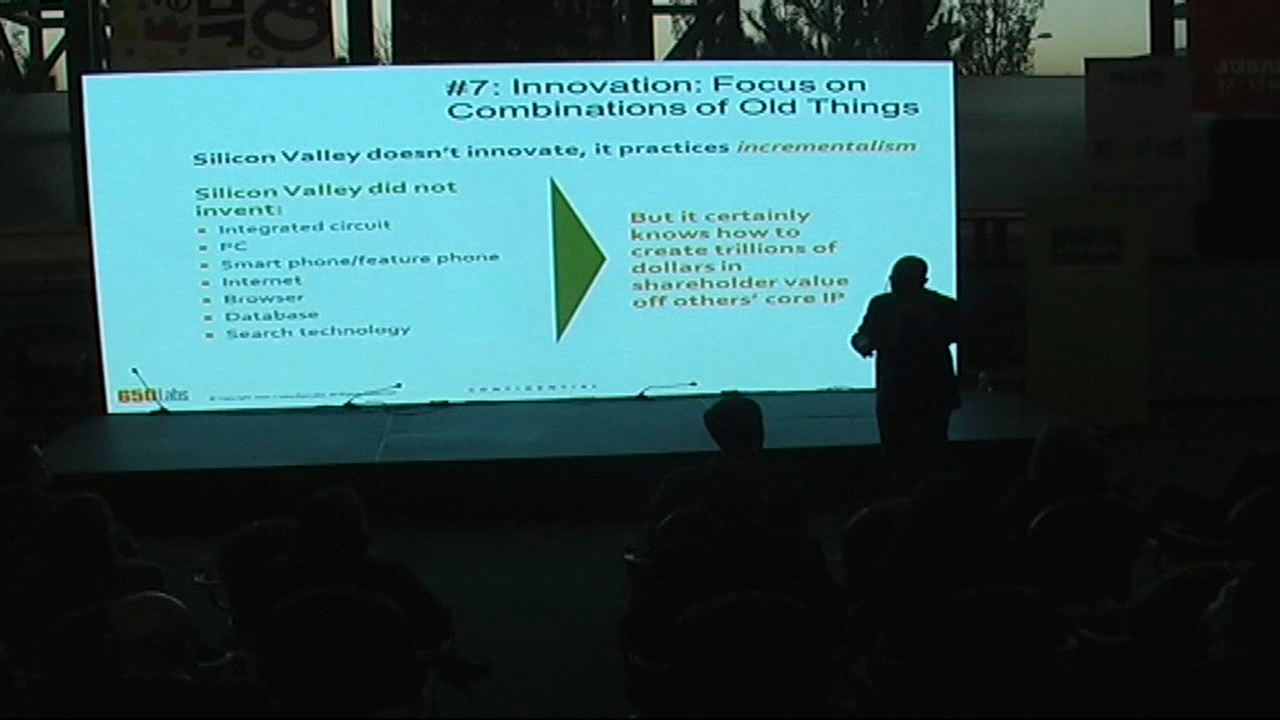 #7: Innovation: Focus on
Combinations of Old Things
Silicon Valley doesn't innovate, it practices incrementalism
Silicon Valley did not
invent:
Integrated circuit
PC
Smart phone/feature phone
Internet
Browser
Database
Search technology
But it certainly
knows how to
create trillions of
dollars in
shareholder value
off others' core IP
650labs
CONFIDENTIAL